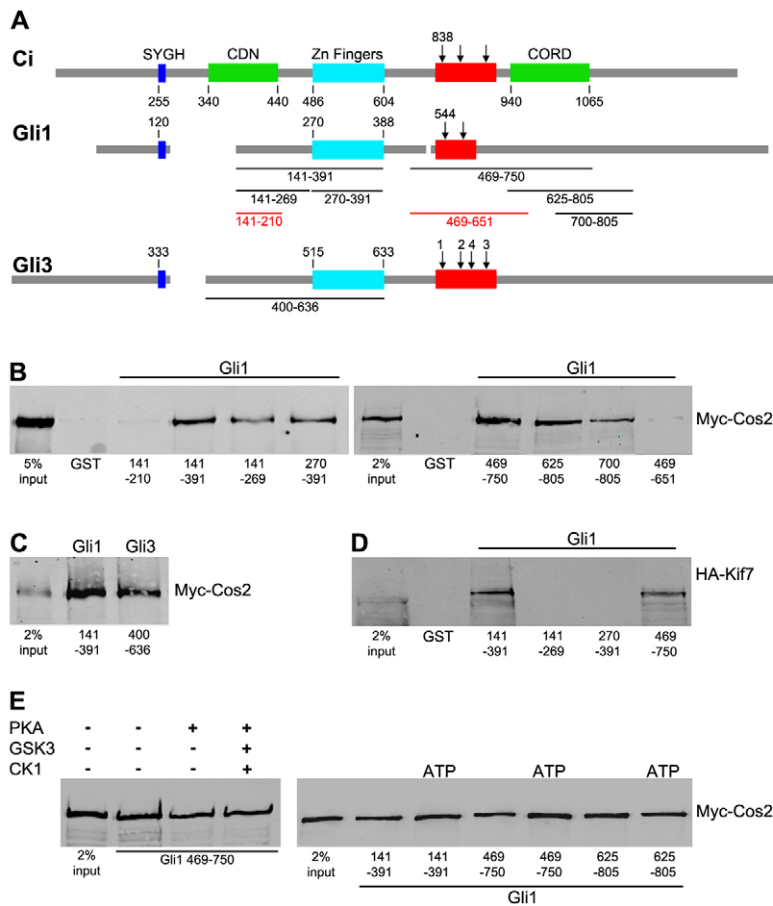 A
Ci
SYGH CDN Zn Fingers 838 CORD
255 340 440 486 604 940 1065
Gli1
120 270 388 544
141-391 469-750
141-269 270-391 625-805
141-210 469-651 700-805
Gli3
333 515 633 1 2 4 3
400-636
B
Gli1 Gli1
Myc-Cos2
5% GST 141 141 141 270 2% GST 469 625 700 469
input -210 -391 -269 -391 input -750 -805 -805 -651
C
Gli1 Gli3
Myc-Cos2
2% 141 400
input -391 -636
D
Gli1
HA-Kif7
2% GST 141 141 270 469
input -391 -269 -391 -750
E
PKA - - + +
GSK3 - - - +
CK1 - - - +
ATP ATP ATP
Myc-Cos2
2% Gli1 469-750
input
2% 141 141 469 469 625 625
input -391 -391 -750 -750 -805 -805
Gli1